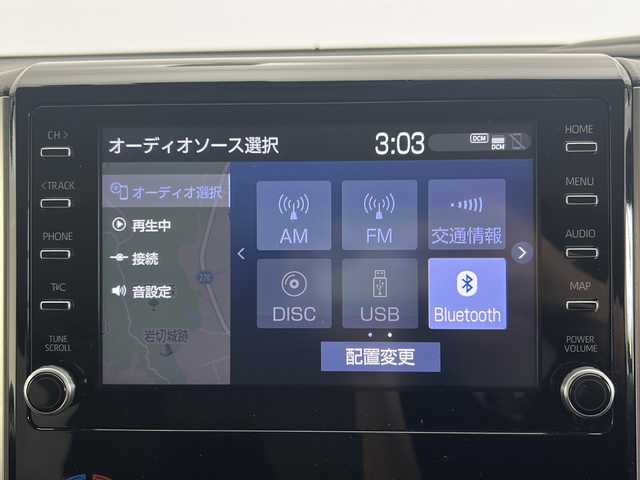 CH >
< TRACK
PHONE
T*C
TUNE
SCROLL
オーディオソース選択
3:03
DCM
DCM
オーディオ選択
再生中
接続
音設定
岩切城跡
AM
FM
交通情報
DISC
USB
Bluetooth
配置変更
HOME
MENU
AUDIO
MAP
POWER
VOLUME